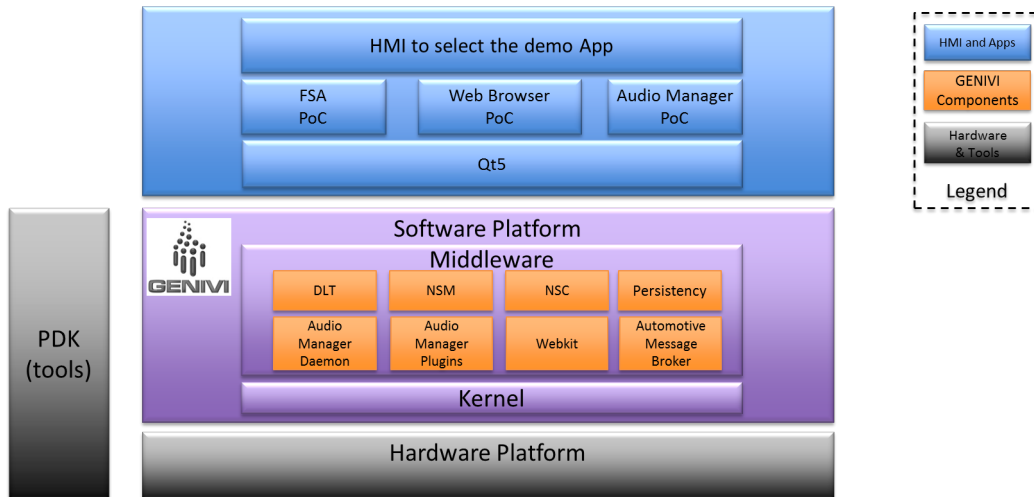 HMI to select the demo App
FSA
PoC
Web Browser
PoC
Audio Manager
PoC
Qt5
HMI and Apps
GENIVI
Components
Hardware
& Tools
Legend
PDK
(tools)
GENIVI
Software Platform
Middleware
DLT
NSM
NSC
Persistency
Audio
Manager
Daemon
Audio
Manager
Plugins
Webkit
Automotive
Message
Broker
Kernel
Hardware Platform